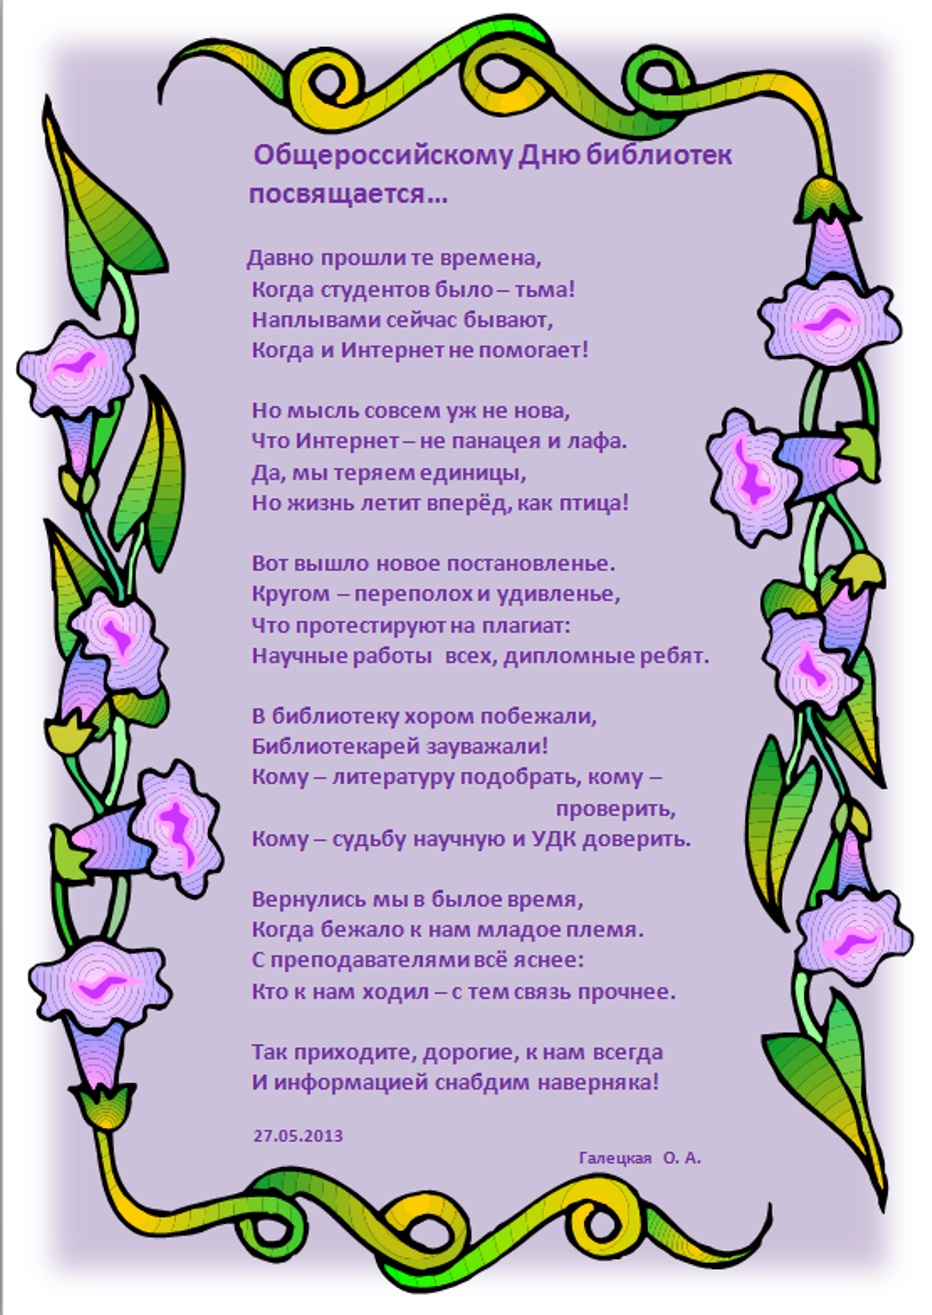 Общероссийскому Дню библиотек
посвящается...
Давно прошли те времена,
Когда студентов было – тьма!
Наплывами сейчас бывают,
Когда и Интернет не помогает!
Но мысль совсем уж не нова,
Что Интернет – не панацея и лафа.
Да, мы теряем единицы,
Но жизнь летит вперёд, как птица!
Вот вышло новое постановленье.
Кругом – переполох и удивленье,
Что протестируют на плагиат:
Научные работы всех, дипломные ребят.
В библиотеку хором побежали,
Библиотекарей зауважали!
Кому – литературу подобрать, кому –
проверить,
Кому – судьбу научную и УДК доверить.
Вернулись мы в былое время,
Когда бежало к нам младое племя.
С преподавателями всё яснее:
Кто к нам ходил – с тем связь прочнее.
Так приходите, дорогие, к нам всегда
И информацией снабдим наверняка!
27.05.2013
Галецкая О. А.